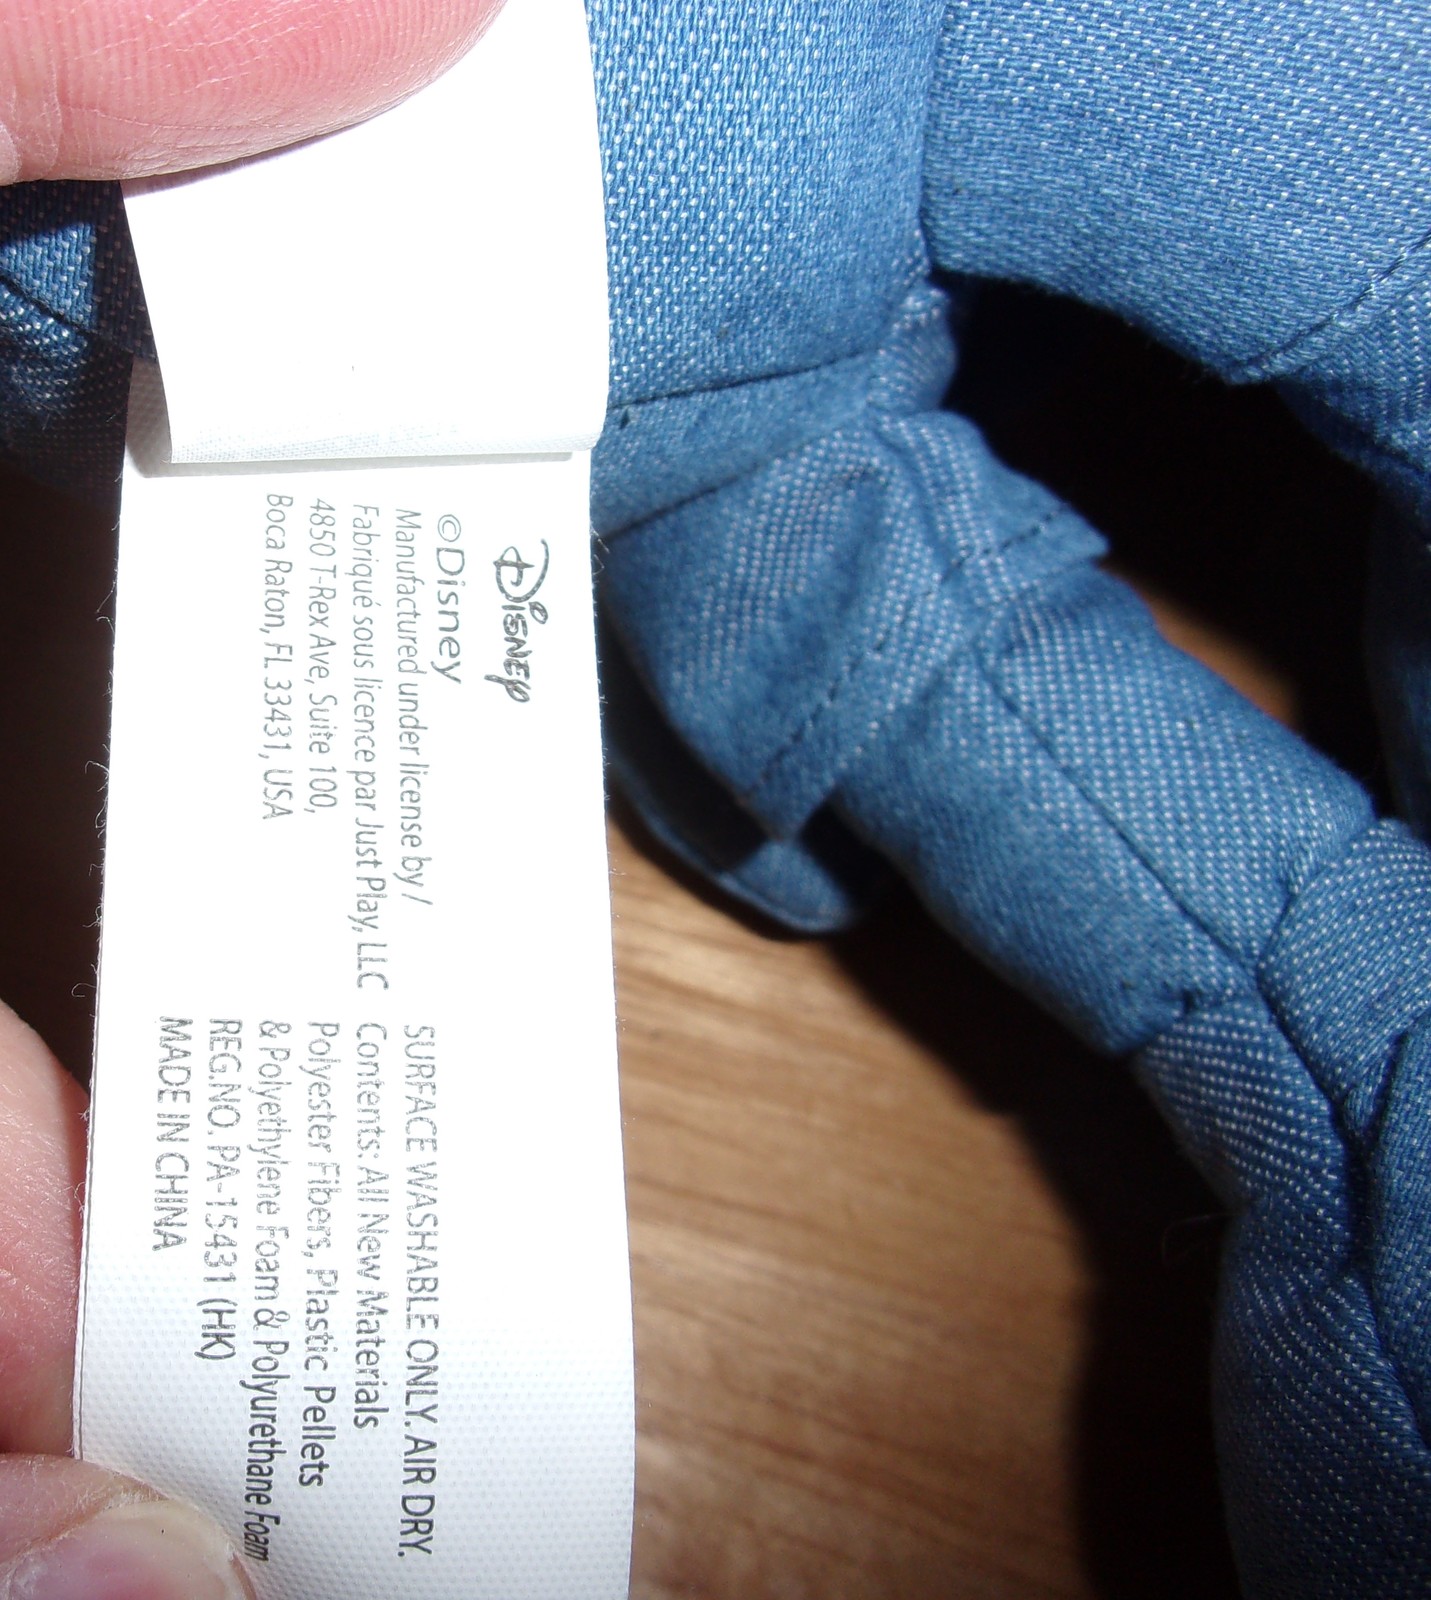 Disney
©Disney
Manufactured under license by /
Fabriqué sous licence par Just Play, LLC
4850 T-Rex Ave, Suite 100,
Boca Raton, FL 33431, USA
SURFACE WASHABLE ONLY. AIR DRY.
Contents: All New Materials
Polyester Fibers, Plastic Pellets
& Polyethylene Foam & Polyurethane Foam
REG.NO. PA-15431 (HK)
MADE IN CHINA